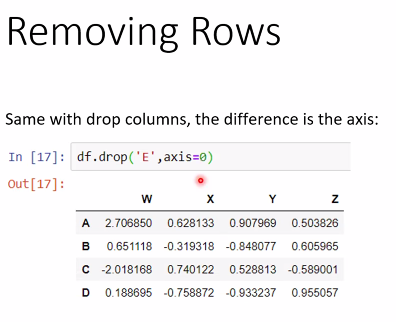 Removing Rows
Same with drop columns, the difference is the axis:
In [17]: df.drop('E',axis=0)
Out[17]:
W X Y Z
A 2.706850 0.628133 0.907969 0.503826
B 0.651118 -0.319318 -0.848077 0.605965
C -2.018168 0.740122 0.528813 -0.589001
D 0.188695 -0.758872 -0.933237 0.955057